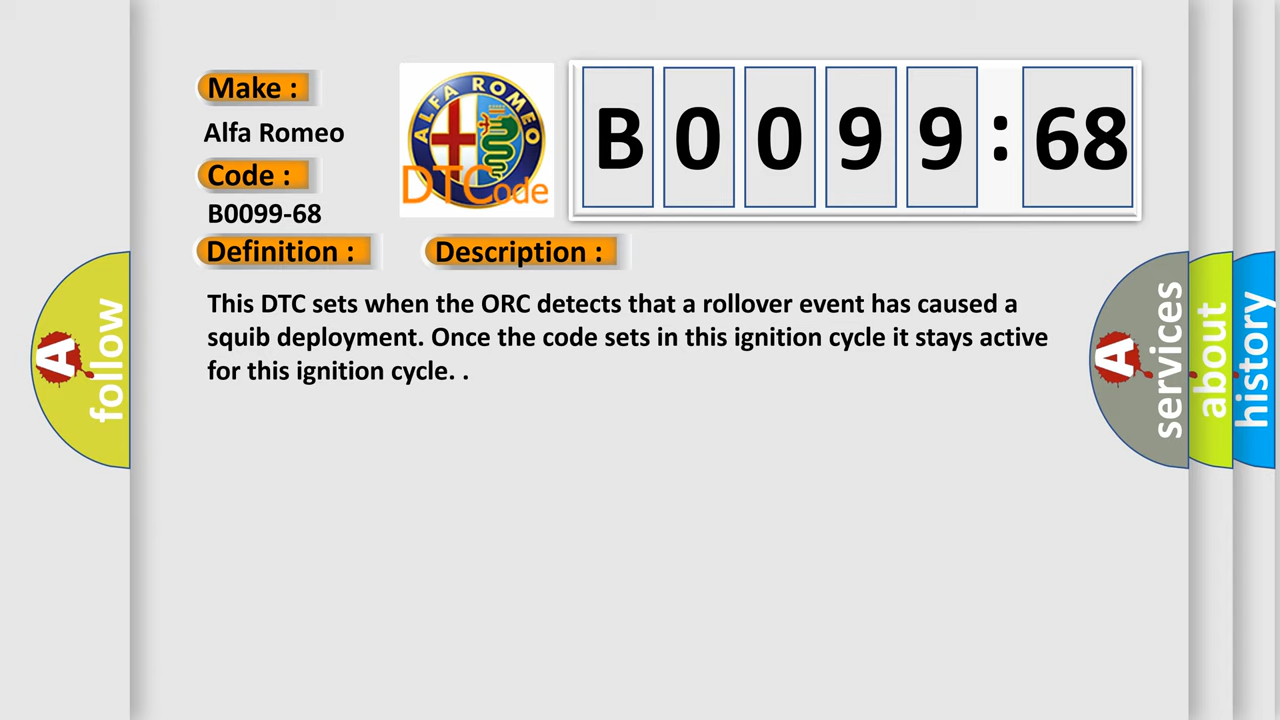 Make :
Alfa Romeo
Code :
B0099-68
Definition :
Description :
ALFA ROMEO
DTCode
B0099:68
This DTC sets when the ORC detects that a rollover event has caused a
squib deployment. Once the code sets in this ignition cycle it stays active
for this ignition cycle. .
A follow
A services
about
history